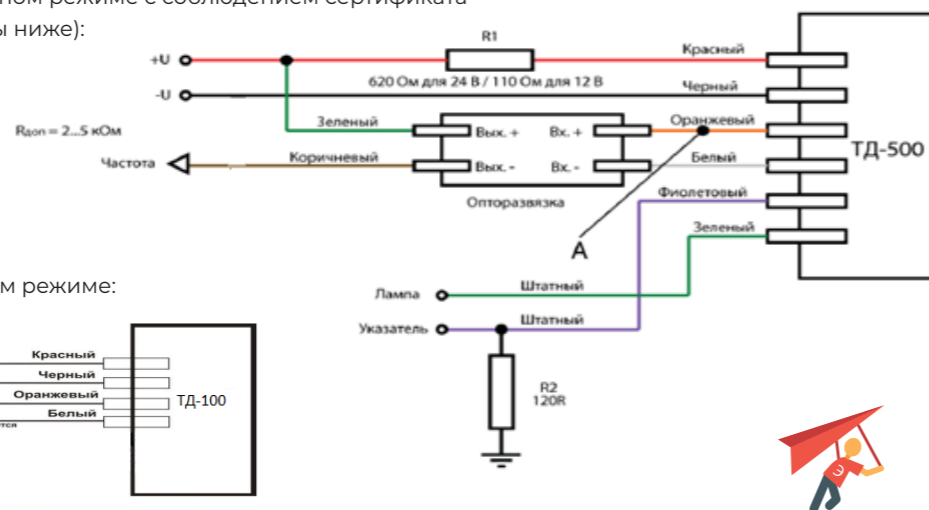 ном режиме с соблюдением сертификата
ы ниже):
R1
+U
Красный
620 Ом для 24 В / 110 Ом для 12 В
-U
Черный
Rдоп = 2...5 кОм
Зеленый
Вых. +
Вх. +
Оранжевый
ТД-500
Частота
Коричневый
Вых. -
Вх. -
Белый
Опторазвязка
Фиолетовый
A
Зеленый
м режиме:
Лампа
Штатный
Указатель
Штатный
R2
120R
Красный
Черный
Оранжевый
ТД-100
Белый
тся
Э